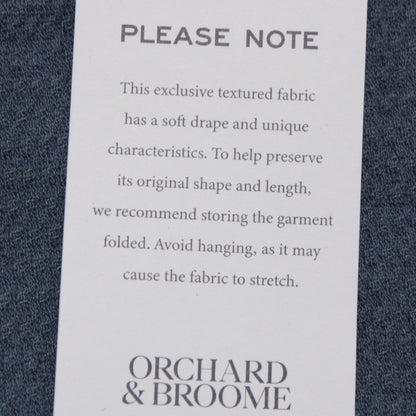 PLEASE NOTE
This exclusive textured fabric
has a soft drape and unique
characteristics. To help preserve
its original shape and length,
we recommend storing the garment
folded. Avoid hanging, as it may
cause the fabric to stretch.
ORCHARD
& BROOME